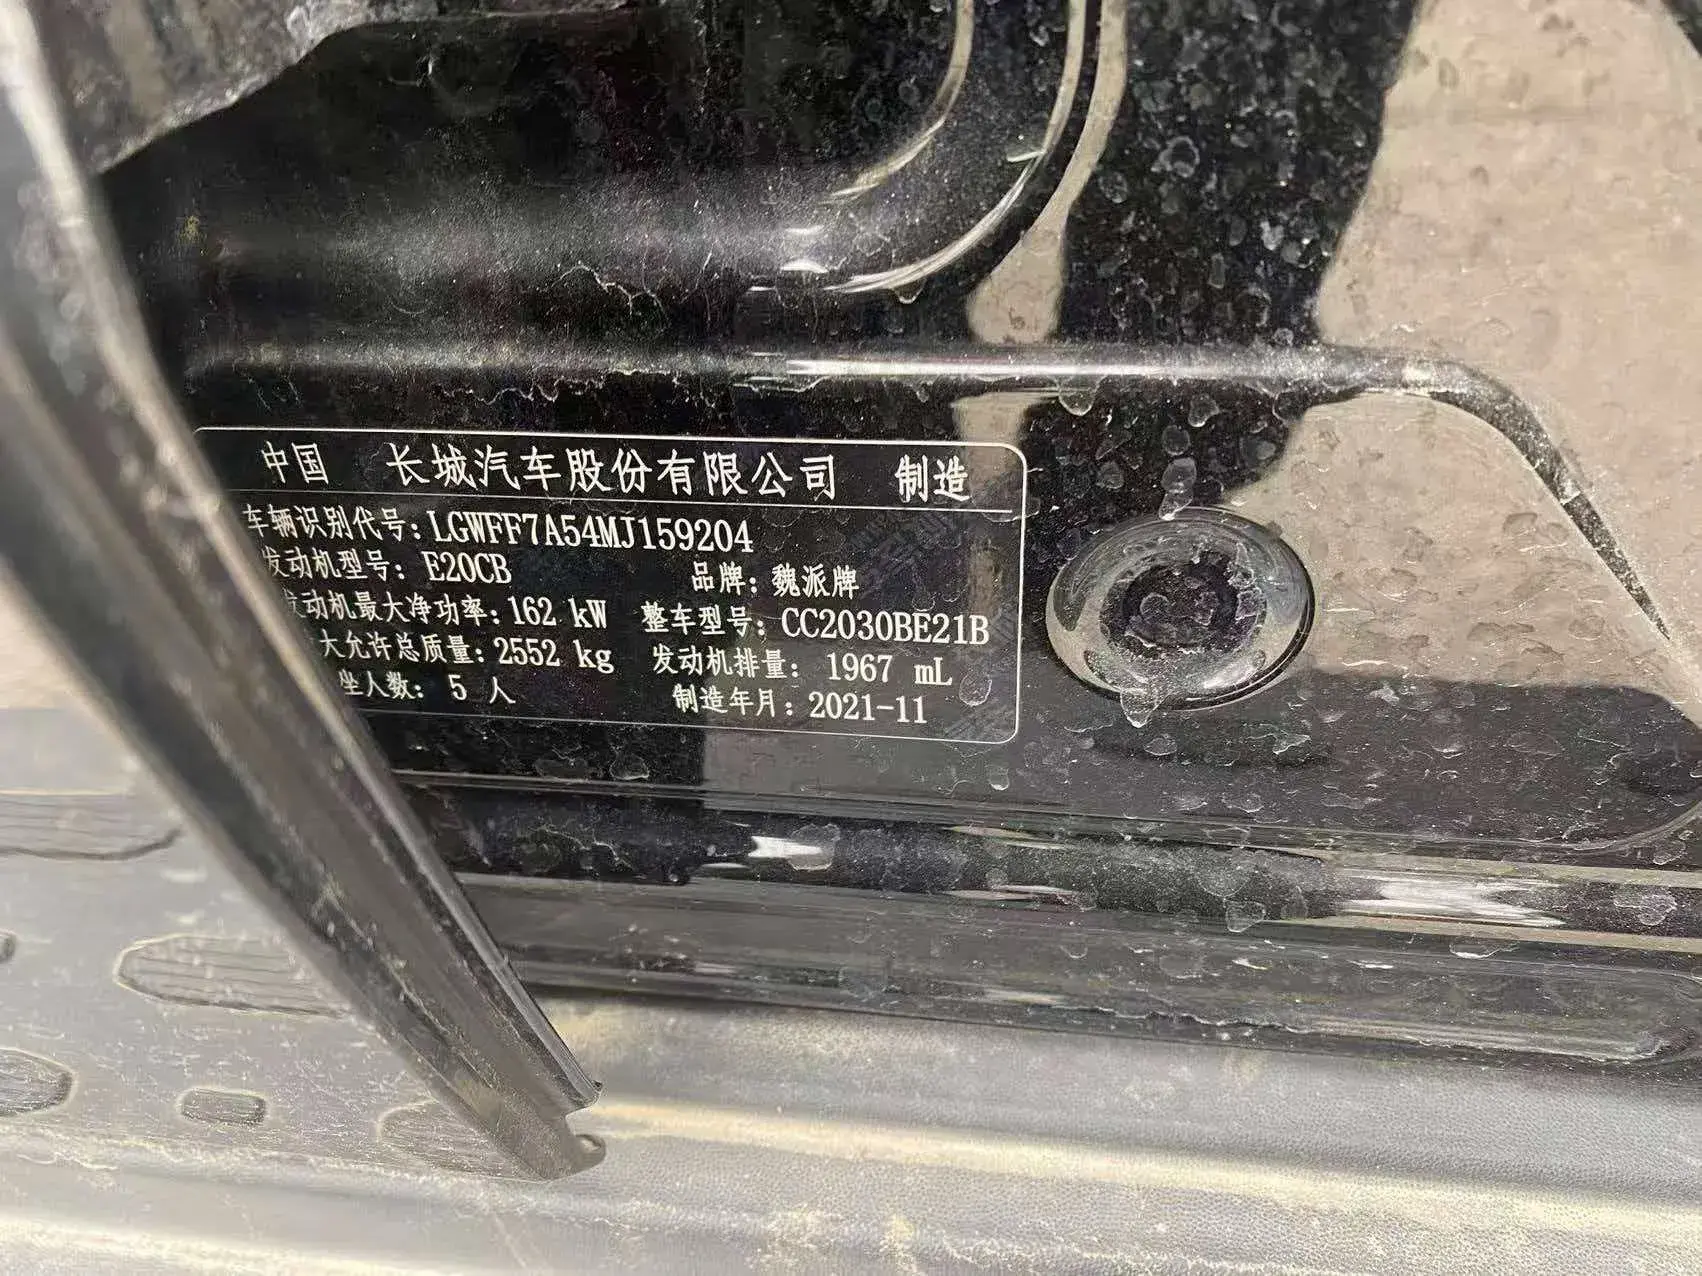 中国 长城汽车股份有限公司 制造
车辆识别代号：LGWFF7A54MJ159204
发动机型号：E20CB 品牌：魏派牌
发动机最大净功率：162 kW 整车型号：CC2030BE21B
大允许总质量：2552 kg 发动机排量：1967 mL
坐人数：5 人 制造年月：2021-11